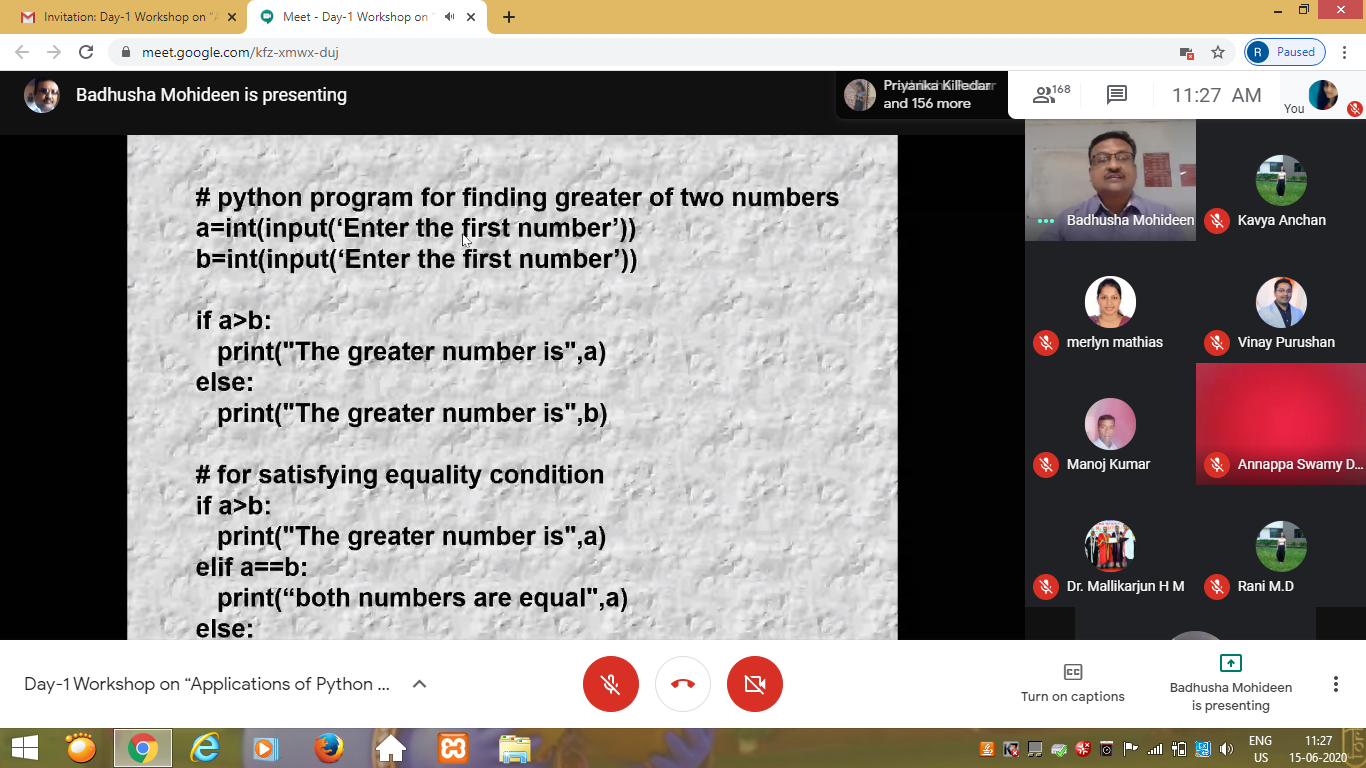 Invitation: Day-1 Workshop on "A
Meet - Day-1 Workshop on "
meet.google.com/kfz-xmwx-duj
R Paused
Badhusha Mohideen is presenting
Priyanka Killedar
and 156 more
168
11:27 AM
You
# python program for finding greater of two numbers
a=int(input(‘Enter the first number’))
b=int(input(‘Enter the first number’))
if a>b:
print("The greater number is",a)
else:
print("The greater number is",b)
# for satisfying equality condition
if a>b:
print("The greater number is",a)
elif a==b:
print(“both numbers are equal",a)
else:
Badhusha Mohideen
Kavya Anchan
merlyn mathias
Vinay Purushan
Manoj Kumar
Annappa Swamy D...
Dr. Mallikarjun H M
Rani M.D
Day-1 Workshop on “Applications of Python ...
CC
Turn on captions
Badhusha Mohideen
is presenting
ENG
US
11:27
15-06-2020